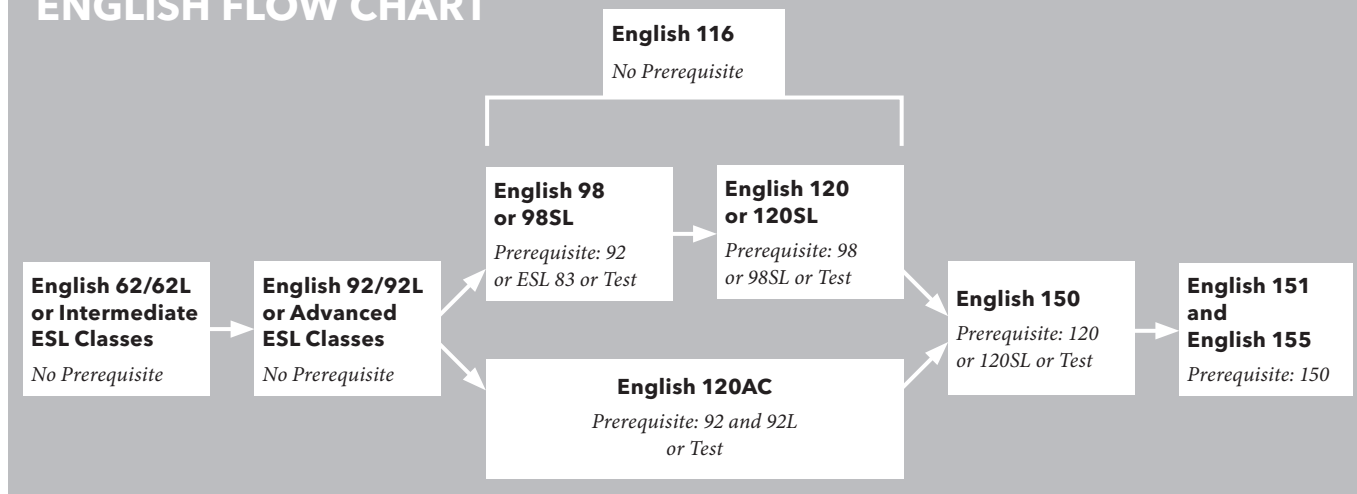 ENGLISH FLOW CHART
English 116
No Prerequisite
English 98
or 98SL
Prerequisite: 92
or ESL 83 or Test
English 120
or 120SL
Prerequisite: 98
or 98SL or Test
English 62/62L
or Intermediate
ESL Classes
No Prerequisite
English 92/92L
or Advanced
ESL Classes
No Prerequisite
English 120AC
Prerequisite: 92 and 92L
or Test
English 150
Prerequisite: 120
or 120SL or Test
English 151
and
English 155
Prerequisite: 150